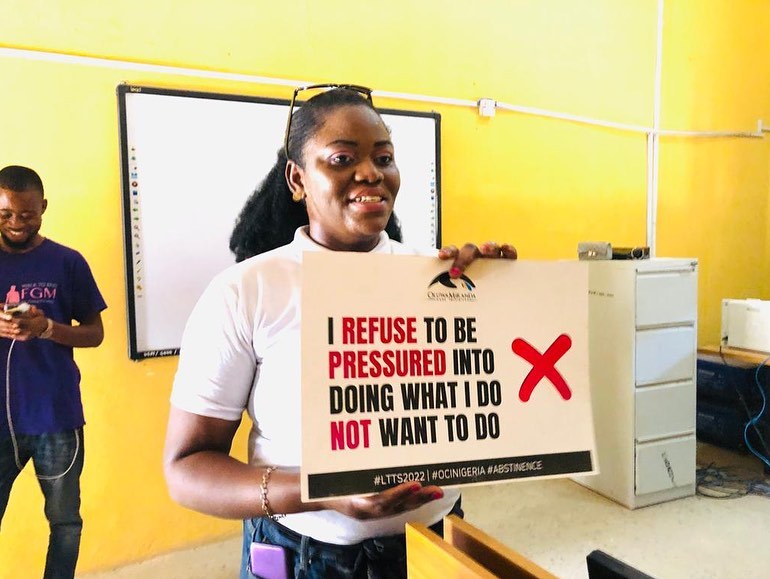 FGM
OLUWAMIRANDA
I REFUSE TO BE
PRESSURED INTO
DOING WHAT I DO
NOT WANT TO DO
#LTTS2022 | #OCINIGERIA #ABSTINENCE